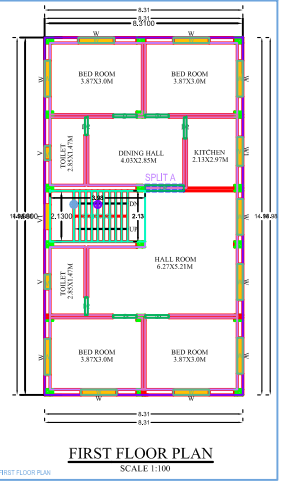 8.31
8.31
8.3100
W W
BED ROOM
3.87X3.0M
BED ROOM
3.87X3.0M
W W
TOILET
2.85X1.47M
DINING HALL
4.03X2.85M
KITCHEN
2.13X2.97M
V W1
SPLIT A
DN
2.1300
2.13
UP
V W
HALL ROOM
6.27X5.21M
TOILET
2.85X1.47M
V W
BED ROOM
3.87X3.0M
BED ROOM
3.87X3.0M
W W
W W
8.31
8.31
FIRST FLOOR PLAN
SCALE 1:100
FIRST FLOOR PLAN